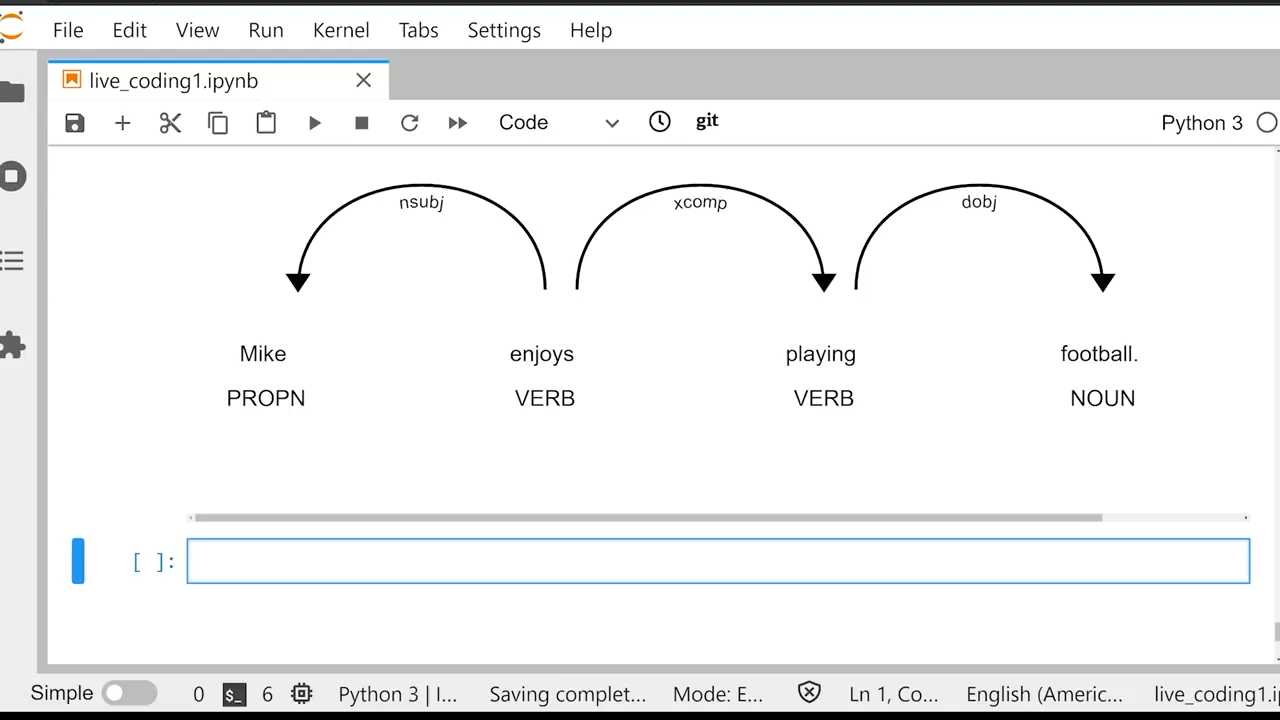 File Edit View Run Kernel Tabs Settings Help
live_coding1.ipynb
Code git Python 3
nsubj xcomp dobj
Mike enjoys playing football.
PROPN VERB VERB NOUN
[ ]:
Simple 0 $_ 6 Python 3 | I... Saving complet... Mode: E... Ln 1, Co... English (Americ... live_coding1.ip